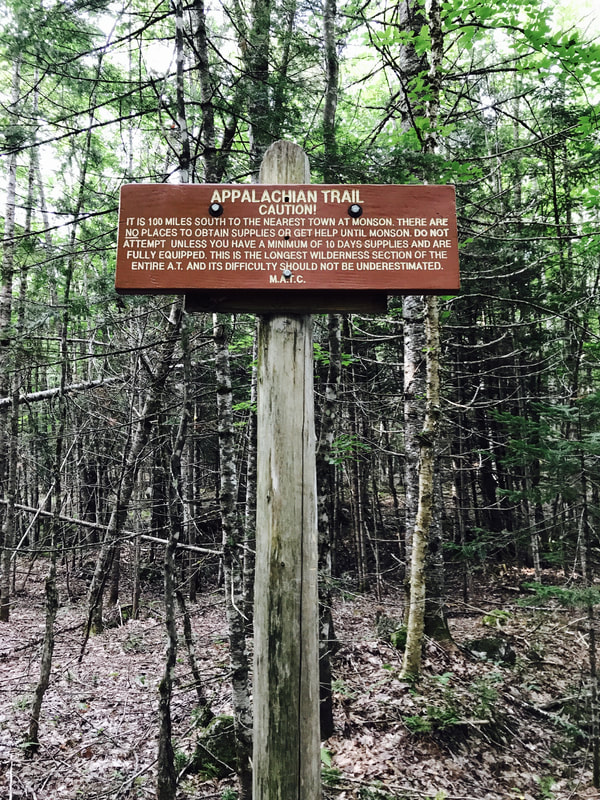 APPALACHIAN TRAIL
CAUTION!
IT IS 100 MILES SOUTH TO THE NEAREST TOWN AT MONSON. THERE ARE
NO PLACES TO OBTAIN SUPPLIES OR GET HELP UNTIL MONSON. DO NOT
ATTEMPT UNLESS YOU HAVE A MINIMUM OF 10 DAYS SUPPLIES AND ARE
FULLY EQUIPPED. THIS IS THE LONGEST WILDERNESS SECTION OF THE
ENTIRE A.T. AND ITS DIFFICULTY SHOULD NOT BE UNDERESTIMATED.
M.A.T.C.